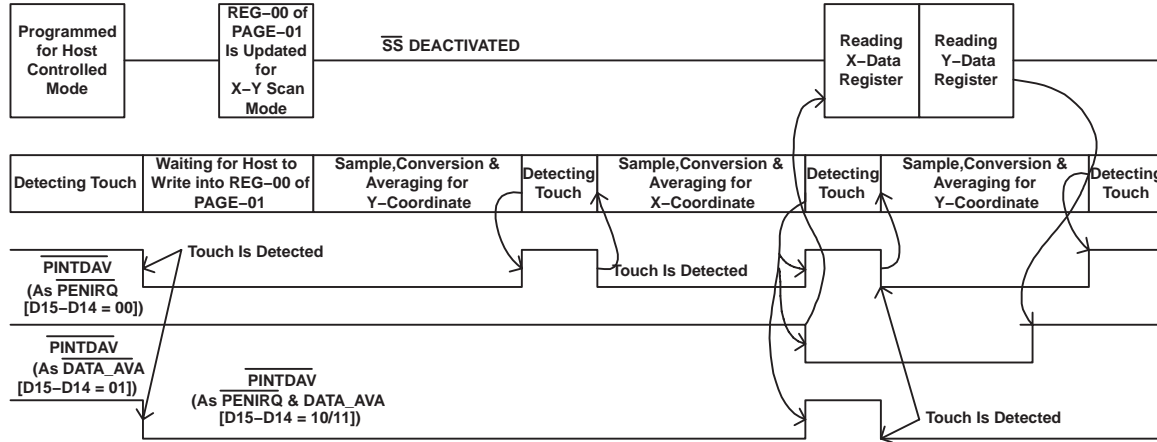 Programmed
for Host
Controlled
Mode
REG–00 of
PAGE–01
Is Updated
for
X–Y Scan
Mode
SS DEACTIVATED
Reading
X–Data
Register
Reading
Y–Data
Register
Detecting Touch
Waiting for Host to
Write into REG–00 of
PAGE–01
Sample,Conversion &
Averaging for
Y–Coordinate
Detecting
Touch
Sample,Conversion &
Averaging for
X–Coordinate
Detecting
Touch
Sample,Conversion &
Averaging for
Y–Coordinate
Detecting
Touch
Touch Is Detected
PINTDAV
(As PENIRQ
[D15–D14 = 00])
Touch Is Detected
PINTDAV
(As DATA_AVA
[D15–D14 = 01])
PINTDAV
(As PENIRQ & DATA_AVA
[D15–D14 = 10/11])
Touch Is Detected